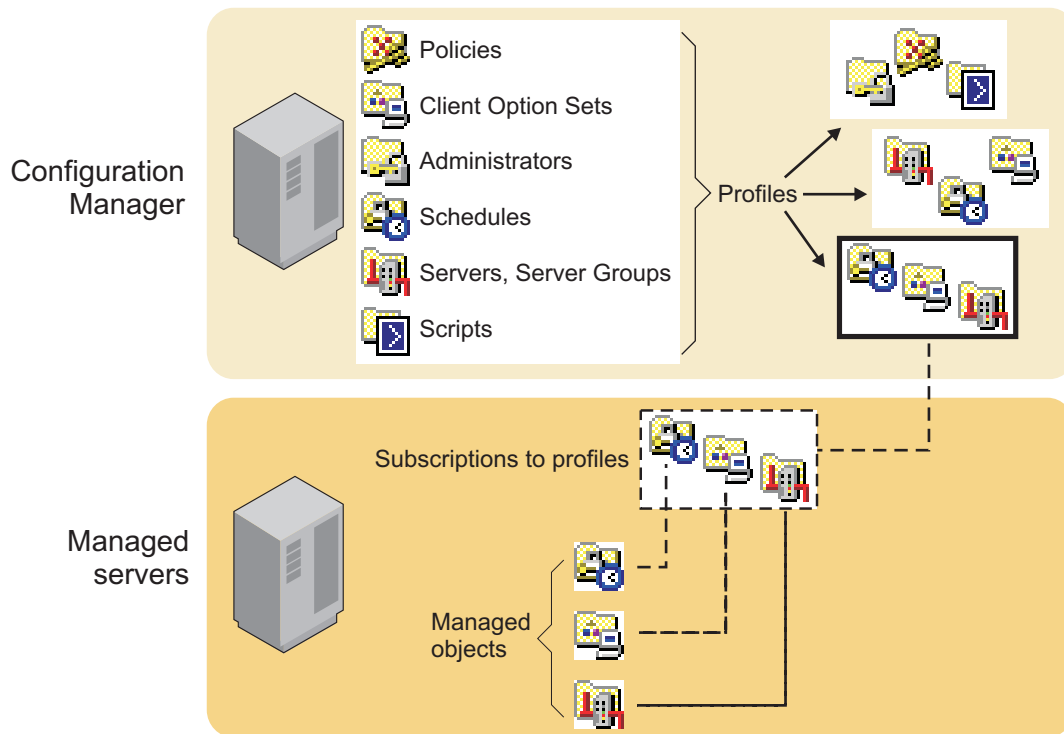 Policies
Client Option Sets
Administrators
Schedules
Servers, Server Groups
Scripts
Configuration
Manager
Profiles
Subscriptions to profiles
Managed
servers
Managed
objects